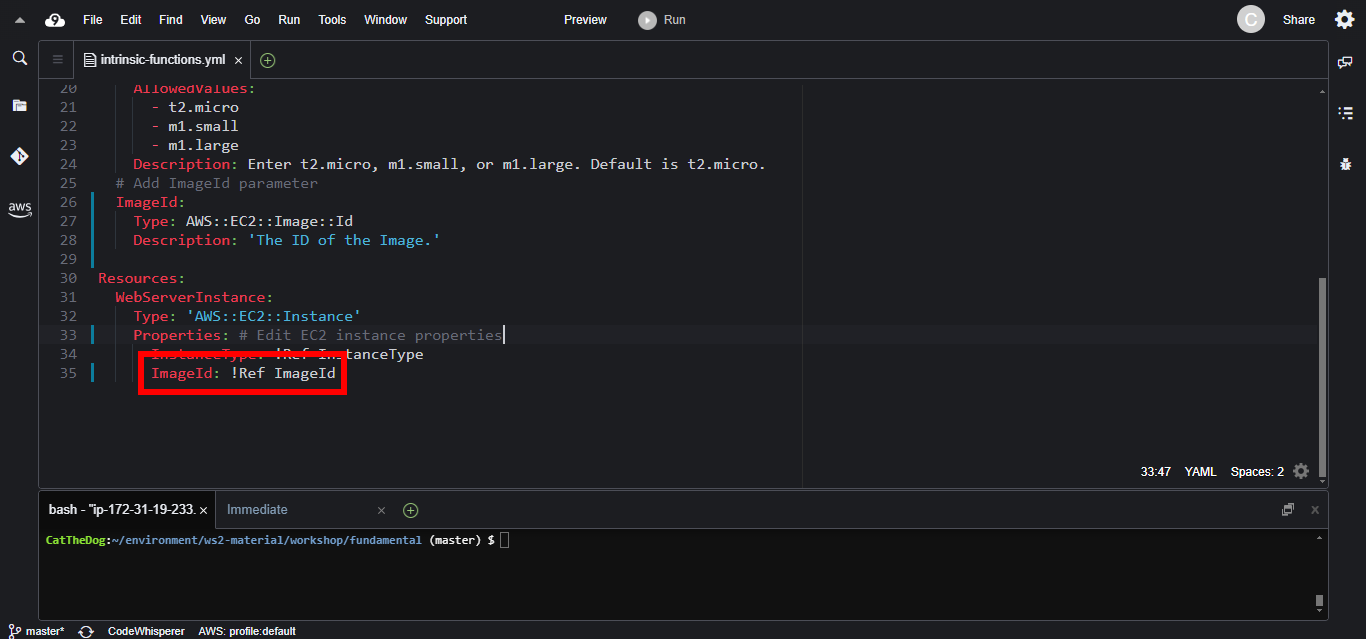 File Edit Find View Go Run Tools Window Support Preview Run C Share
intrinsic-functions.yml
20 AllowedValues:
21 - t2.micro
22 - m1.small
23 - m1.large
24 Description: Enter t2.micro, m1.small, or m1.large. Default is t2.micro.
25 # Add ImageId parameter
26 ImageId:
27 Type: AWS::EC2::Image::Id
28 Description: 'The ID of the Image.'
29
30 Resources:
31 WebServerInstance:
32 Type: 'AWS::EC2::Instance'
33 Properties: # Edit EC2 instance properties
34 InstanceType: !Ref InstanceType
35 ImageId: !Ref ImageId
aws
33:47 YAML Spaces: 2
bash - "ip-172-31-19-233. Immediate
CatTheDog:~/environment/ws2-material/workshop/fundamental (master) $
master* CodeWhisperer AWS: profile:default